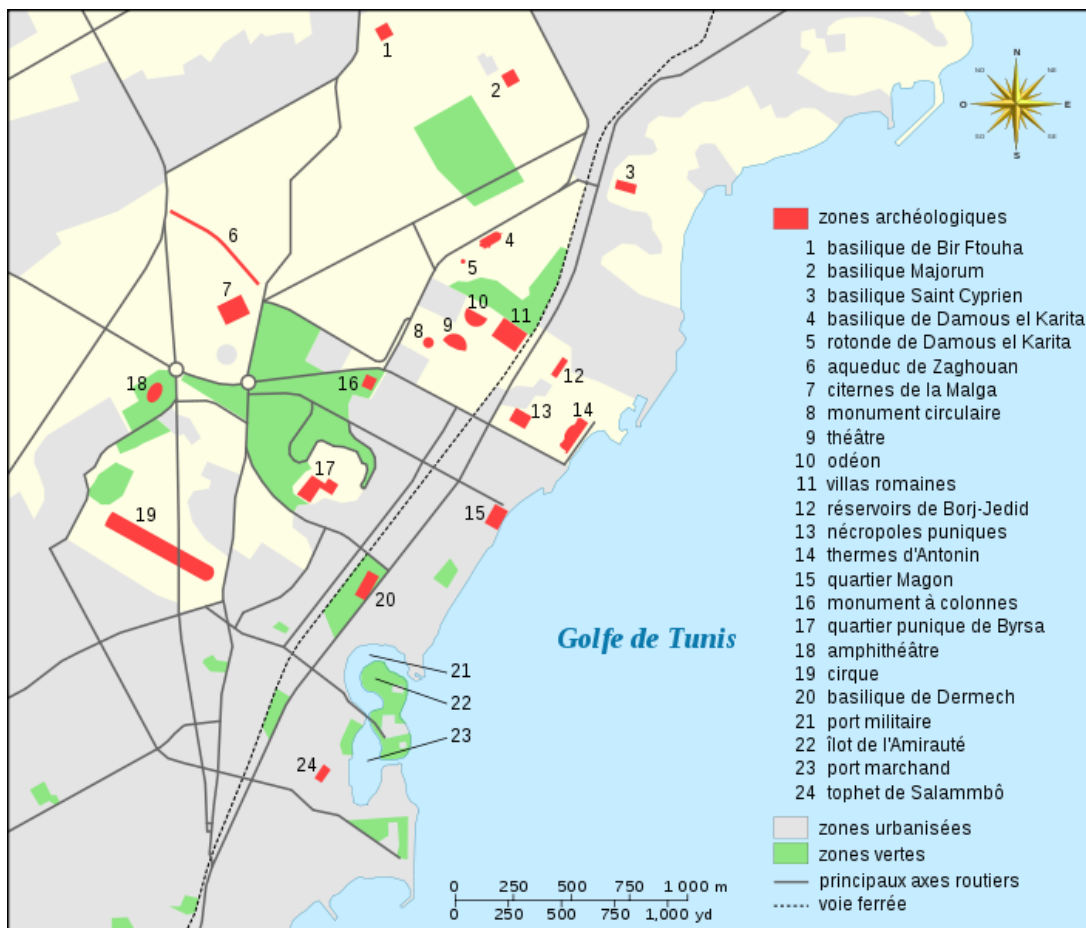 1
2
3
4
5
6
7
8
9
10
11
12
13
14
15
16
17
18
19
20
21
22
23
24
Golfe de Tunis
N
NO NE
O E
SO SE
S
zones archéologiques
1 basilique de Bir Ftouha
2 basilique Majorum
3 basilique Saint Cyprien
4 basilique de Damous el Karita
5 rotonde de Damous el Karita
6 aqueduc de Zaghouan
7 citernes de la Malga
8 monument circulaire
9 théâtre
10 odéon
11 villas romaines
12 réservoirs de Borj-Jedid
13 nécropoles puniques
14 thermes d'Antonin
15 quartier Magon
16 monument à colonnes
17 quartier punique de Byrsa
18 amphithéâtre
19 cirque
20 basilique de Dermech
21 port militaire
22 îlot de l'Amirauté
23 port marchand
24 tophet de Salammbô
zones urbanisées
zones vertes
principaux axes routiers
voie ferrée
0 250 500 750 1 000 m
0 250 500 750 1,000 yd